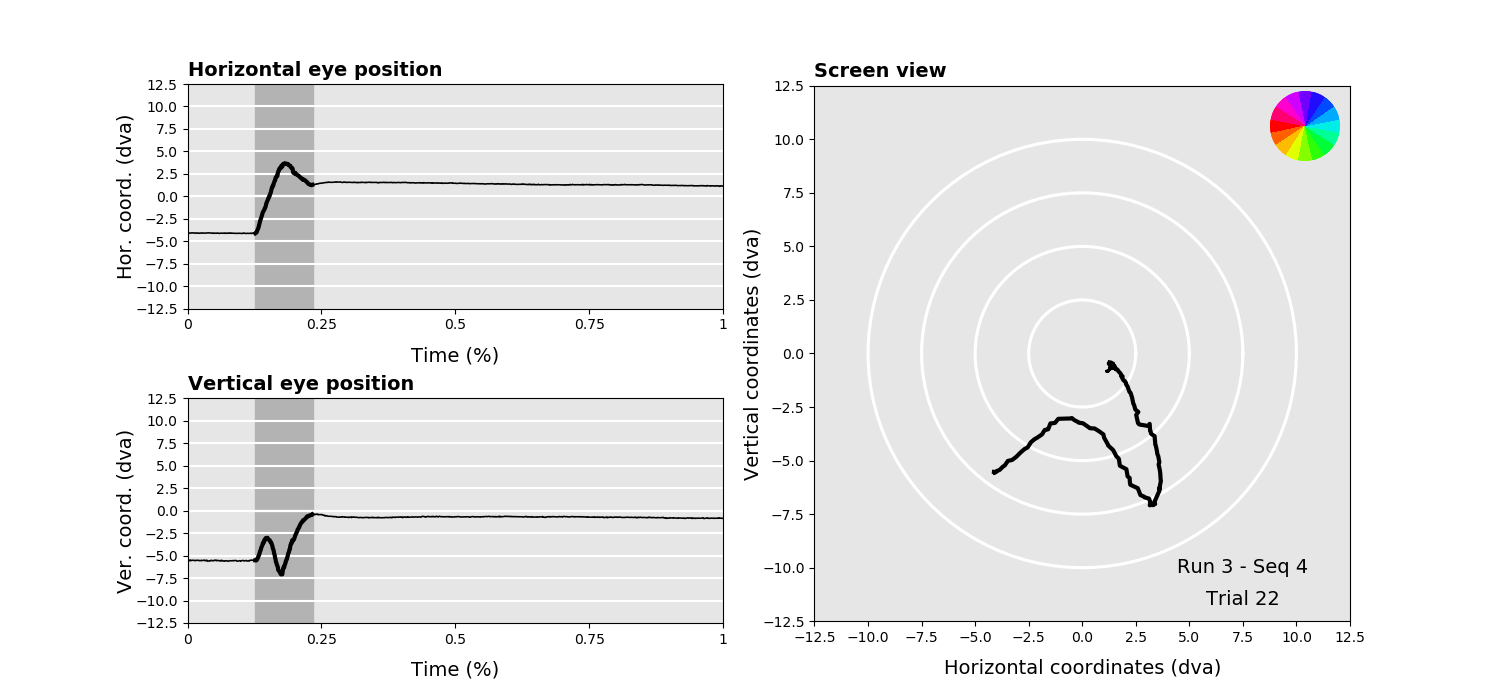 Horizontal eye position
Hor. coord. (dva)
12.5
10.0
7.5
5.0
2.5
0.0
−2.5
−5.0
−7.5
−10.0
−12.5
0 0.25 0.5 0.75 1
Time (%)
Vertical eye position
Ver. coord. (dva)
12.5
10.0
7.5
5.0
2.5
0.0
−2.5
−5.0
−7.5
−10.0
−12.5
0 0.25 0.5 0.75 1
Time (%)
Screen view
Vertical coordinates (dva)
12.5
10.0
7.5
5.0
2.5
0.0
−2.5
−5.0
−7.5
−10.0
−12.5
Run 3 - Seq 4
Trial 22
−12.5 −10.0 −7.5 −5.0 −2.5 0.0 2.5 5.0 7.5 10.0 12.5
Horizontal coordinates (dva)